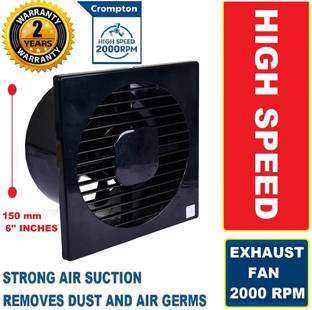 WARRANTY
2
YEARS
WARRANTY
Crompton
HIGH SPEED
2000RPM
HIGH SPEED
150 mm
6" INCHES
STRONG AIR SUCTION
REMOVES DUST AND AIR GERMS
EXHAUST
FAN
2000 RPM